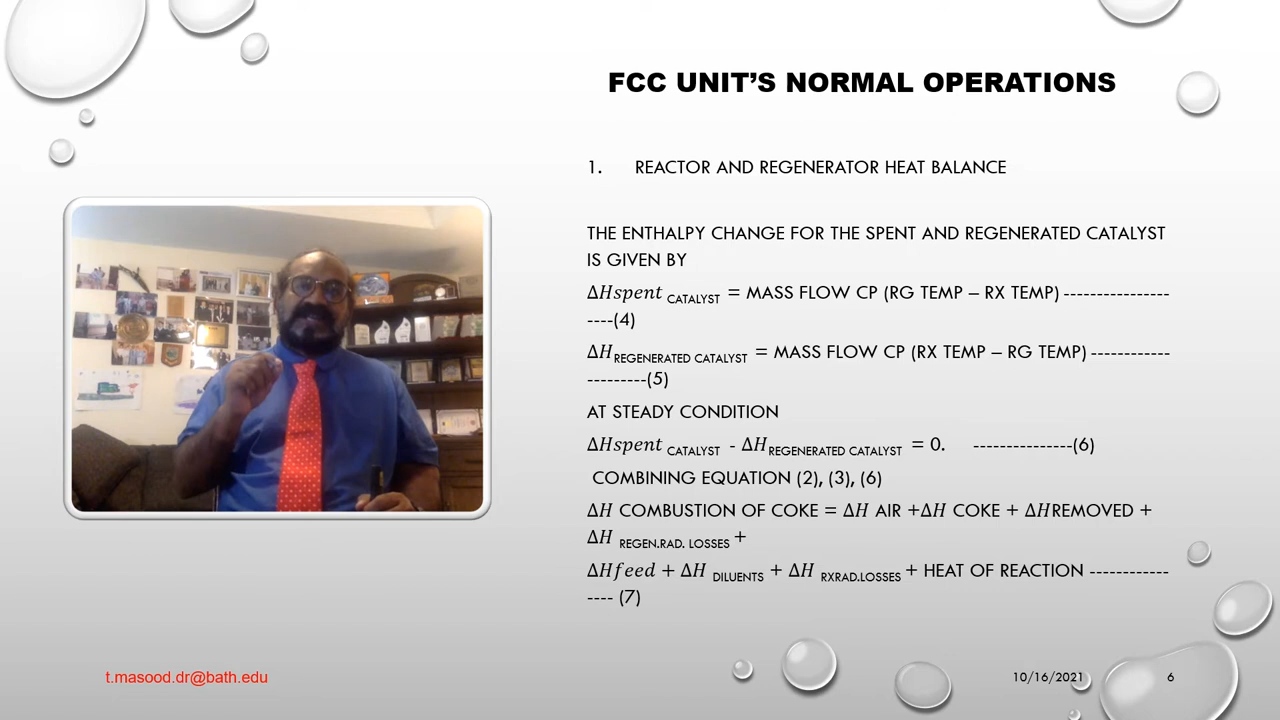 FCC UNIT’S NORMAL OPERATIONS
1. REACTOR AND REGENERATOR HEAT BALANCE
THE ENTHALPY CHANGE FOR THE SPENT AND REGENERATED CATALYST
IS GIVEN BY
ΔHspent CATALYST = MASS FLOW CP (RG TEMP – RX TEMP) -----------------
----(4)
ΔH REGENERATED CATALYST = MASS FLOW CP (RX TEMP – RG TEMP) -------------
---------(5)
AT STEADY CONDITION
ΔHspent CATALYST - ΔH REGENERATED CATALYST = 0. ---------------(6)
COMBINING EQUATION (2), (3), (6)
ΔH COMBUSTION OF COKE = ΔH AIR +ΔH COKE + ΔHREMOVED +
ΔH REGEN.RAD. LOSSES +
ΔHfeed + ΔH DILUENTS + ΔH RXRAD.LOSSES + HEAT OF REACTION ------------
---- (7)
t.masood.dr@bath.edu
10/16/2021
6